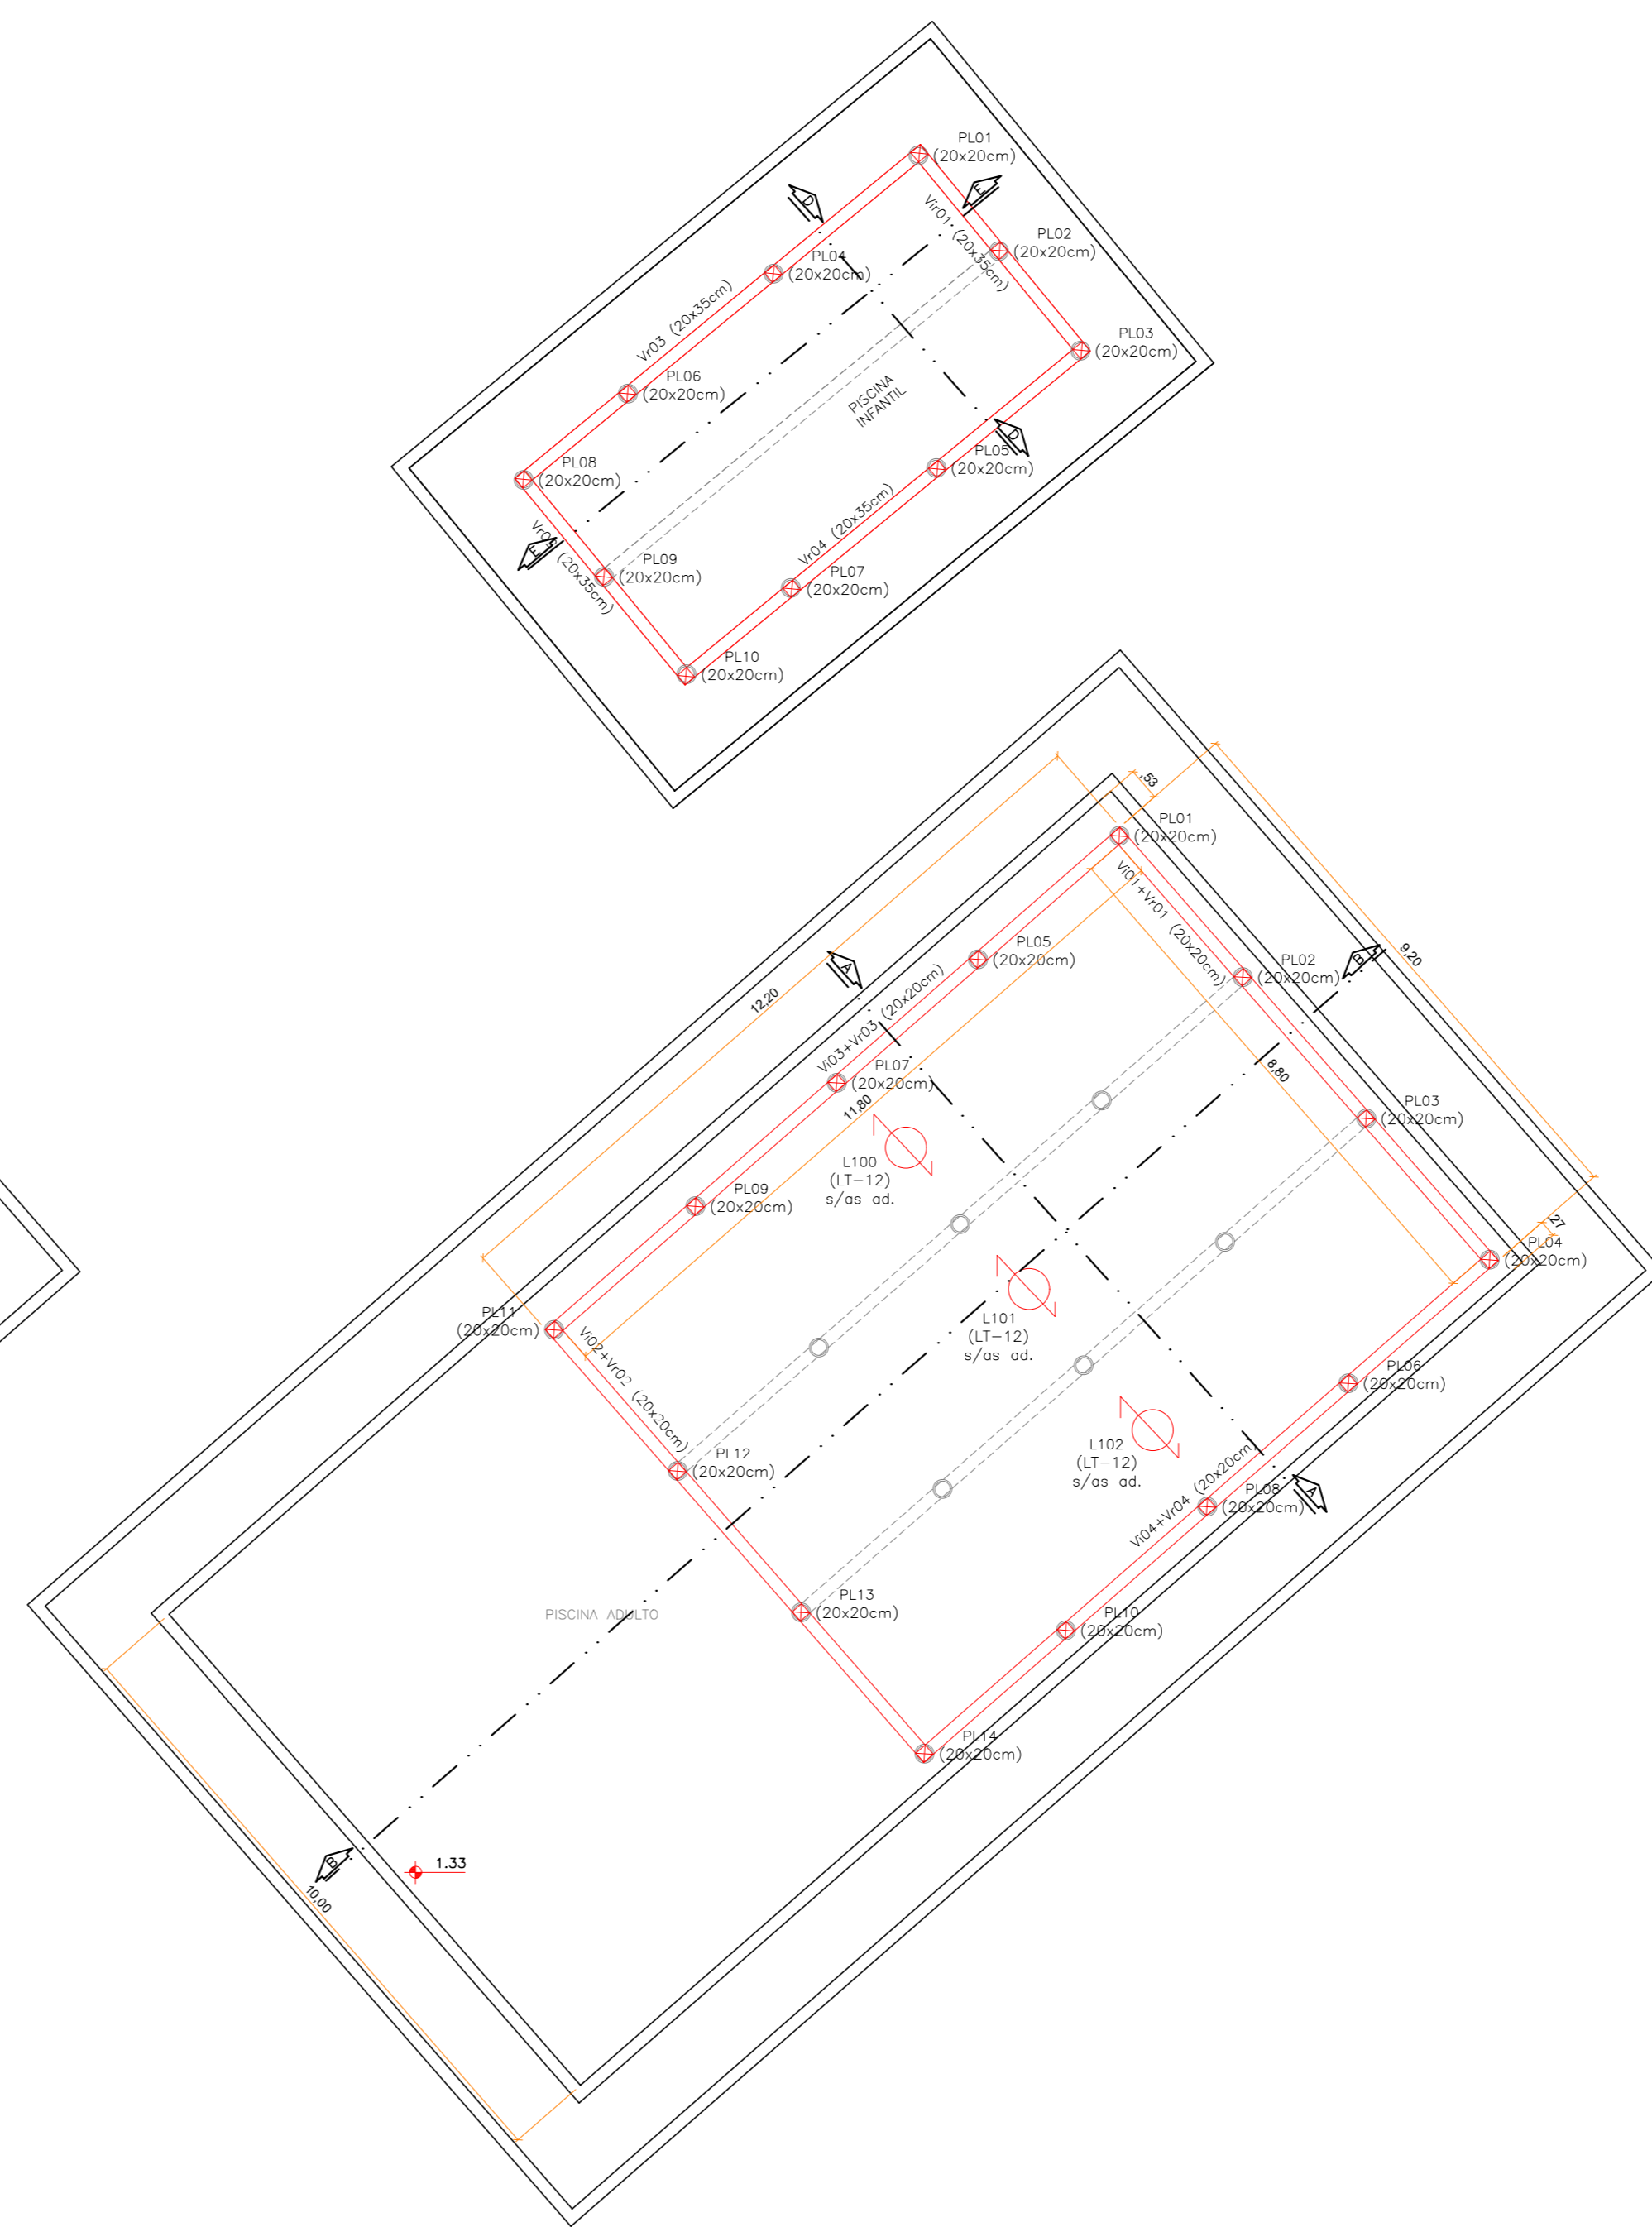 PL01
(20x20cm)
E
D
Vir01 (20x35cm)
PL02
(20x20cm)
PL04
(20x20cm)
Vr03 (20x35cm)
PL03
(20x20cm)
PL06
(20x20cm)
PISCINA
INFANTIL
D
PL05
(20x20cm)
PL08
(20x20cm)
Vr04 (20x35cm)
E
(20x35cm)
PL09
(20x20cm)
PL07
(20x20cm)
PL10
(20x20cm)
,53
PL01
(20x20cm)
Vi01+Vr01 (20x20cm)
9,20
B
PL05
(20x20cm)
PL02
(20x20cm)
A
12,20
Vi03+Vr03 (20x20cm)
PL07
(20x20cm)
8,80
11,80
PL03
(20x20cm)
L100
(LT-12)
s/as ad.
PL09
(20x20cm)
,27
PL04
(20x20cm)
PL11
(20x20cm)
L101
(LT-12)
s/as ad.
Vi02+Vr02 (20x20cm)
PL06
(20x20cm)
PL12
(20x20cm)
L102
(LT-12)
s/as ad.
PL08
(20x20cm)
A
Vi04+Vr04 (20x20cm)
PISCINA ADULTO
PL13
(20x20cm)
PL10
(20x20cm)
PL14
(20x20cm)
B
1.33
10,00